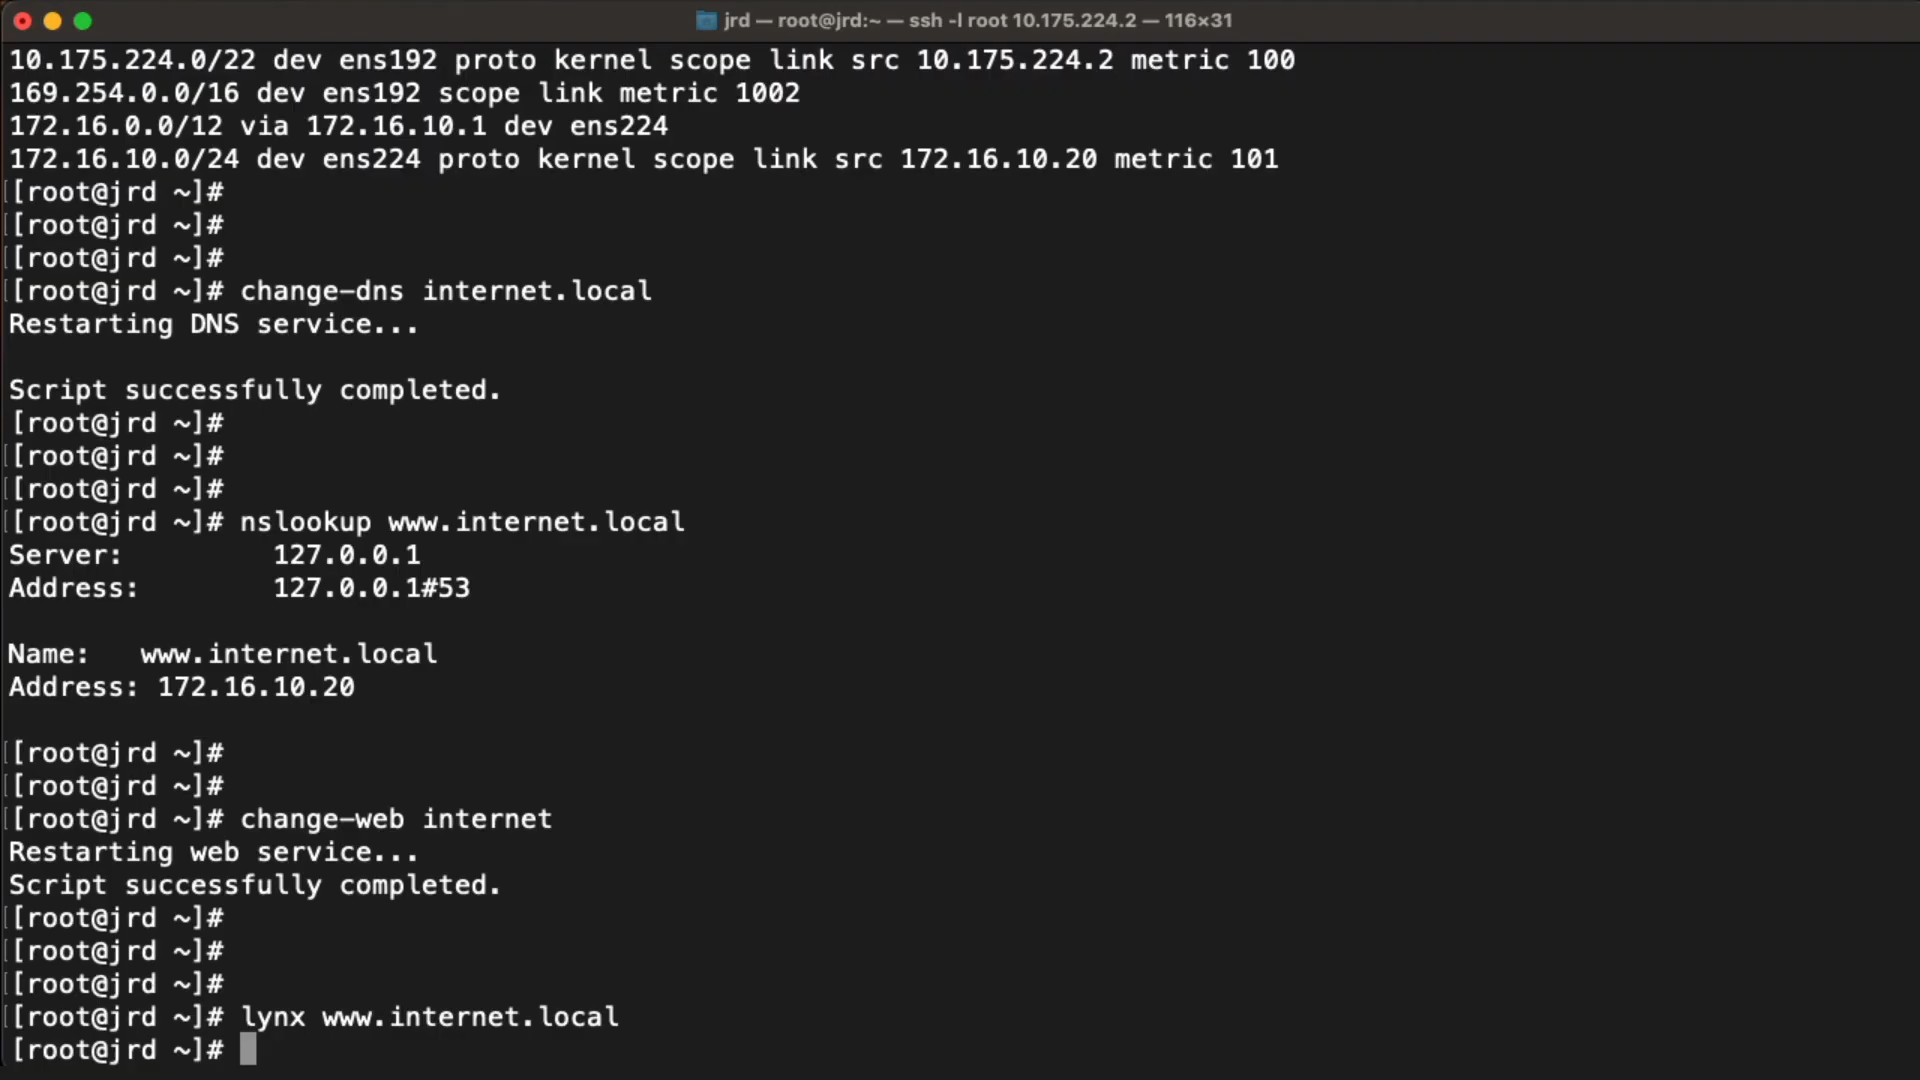 jrd — root@jrd:~ — ssh -l root 10.175.224.2 — 116×31
10.175.224.0/22 dev ens192 proto kernel scope link src 10.175.224.2 metric 100
169.254.0.0/16 dev ens192 scope link metric 1002
172.16.0.0/12 via 172.16.10.1 dev ens224
172.16.10.0/24 dev ens224 proto kernel scope link src 172.16.10.20 metric 101
[[root@jrd ~]#
[[root@jrd ~]#
[[root@jrd ~]#
[[root@jrd ~]# change-dns internet.local
Restarting DNS service...
Script successfully completed.
[root@jrd ~]#
[[root@jrd ~]#
[[root@jrd ~]#
[[root@jrd ~]# nslookup www.internet.local
Server:         127.0.0.1
Address:        127.0.0.1#53
Name:   www.internet.local
Address: 172.16.10.20
[[root@jrd ~]#
[[root@jrd ~]#
[[root@jrd ~]# change-web internet
Restarting web service...
Script successfully completed.
[[root@jrd ~]#
[[root@jrd ~]#
[[root@jrd ~]#
[[root@jrd ~]# lynx www.internet.local
[root@jrd ~]#